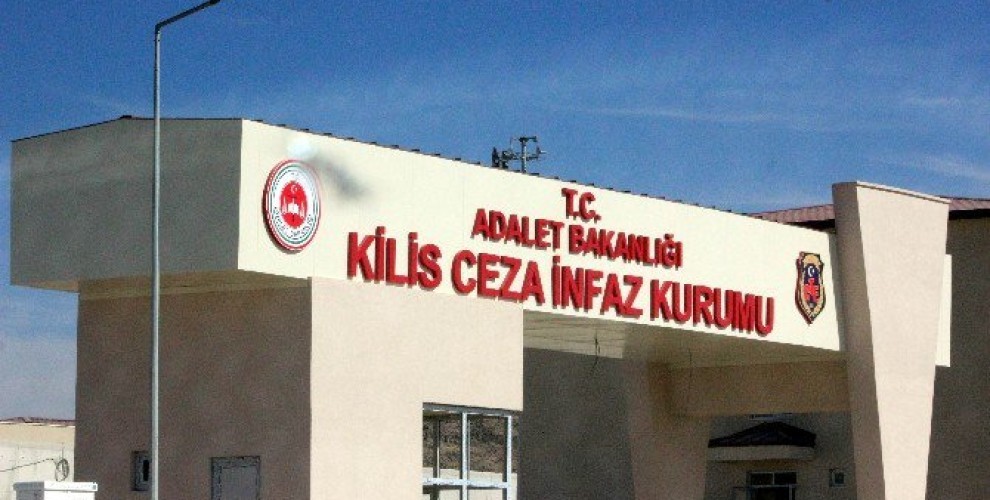 T.C.
ADALET BAKANLIĞI
KİLİS CEZA İNFAZ KURUMU